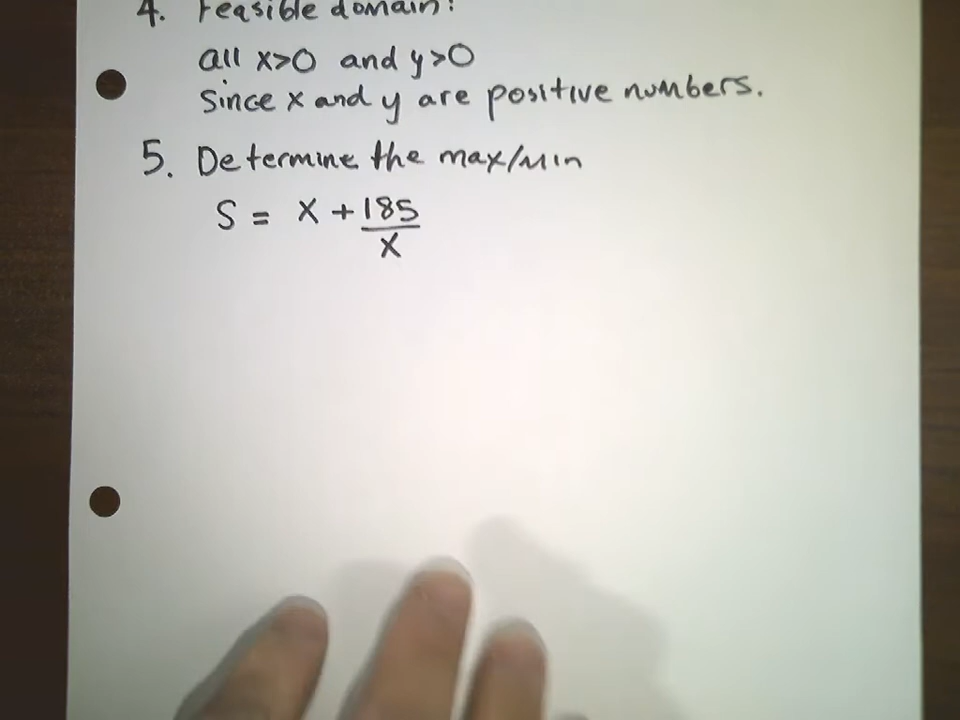 4. Feasible domain:
all x>0 and y>0
Since x and y are positive numbers.
5. Determine the max/min
S = x + 185/x